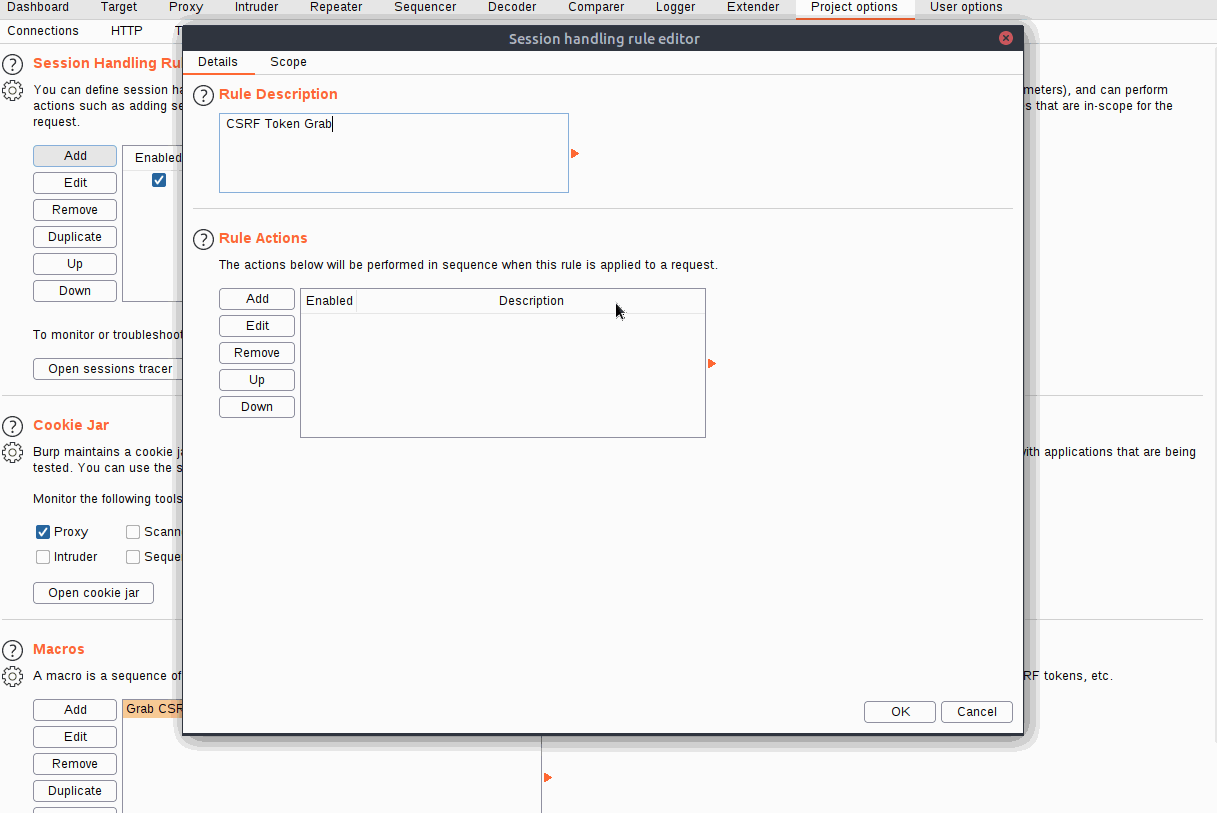 Dashboard Target Proxy Intruder Repeater Sequencer Decoder Comparer Logger Extender Project options User options
Connections HTTP T
Session handling rule editor
Details Scope
Session Handling Ru
You can define session ha
actions such as adding se
request.
meters), and can perform
s that are in-scope for the
Add
Edit
Remove
Duplicate
Up
Down
Enabled
To monitor or troubleshoot
Open sessions tracer
Rule Description
CSRF Token Grab
Rule Actions
The actions below will be performed in sequence when this rule is applied to a request.
Add
Edit
Remove
Up
Down
Enabled Description
OK Cancel
Cookie Jar
Burp maintains a cookie ja
tested. You can use the s
ith applications that are being
Monitor the following tools
Proxy Scann
Intruder Seque
Open cookie jar
Macros
A macro is a sequence of
RF tokens, etc.
Add
Edit
Remove
Duplicate
Grab CSR